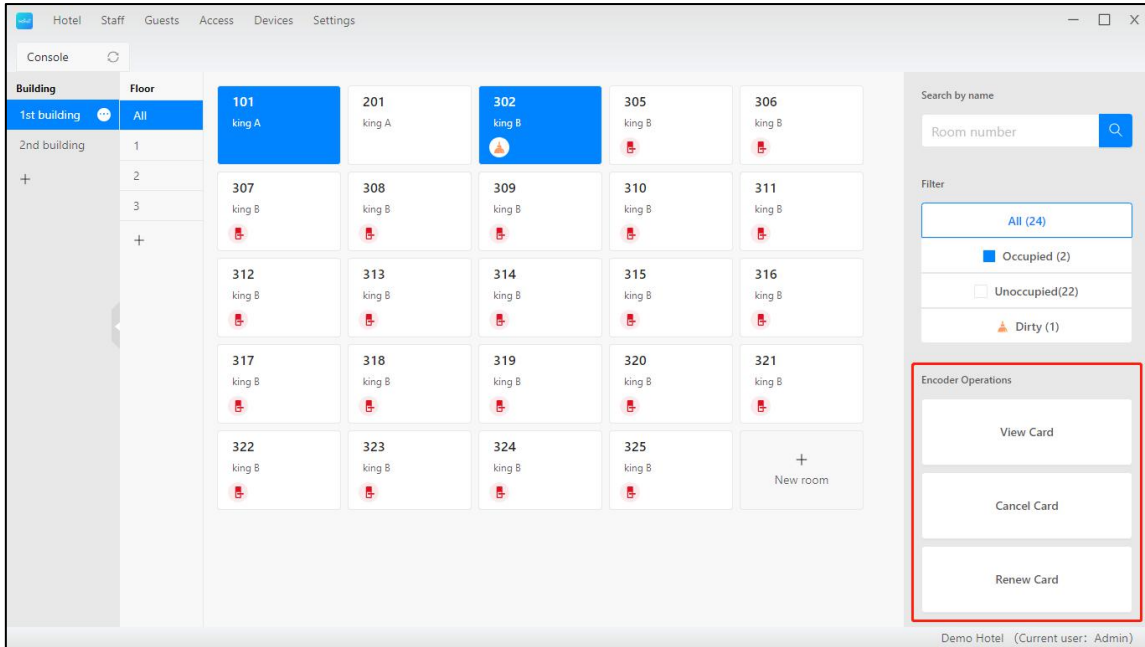 Hotel Staff Guests Access Devices Settings
Console
Building
1st building
2nd building
+
Floor
All
1
2
3
+
101
king A
201
king A
302
king B
305
king B
306
king B
307
king B
308
king B
309
king B
310
king B
311
king B
312
king B
313
king B
314
king B
315
king B
316
king B
317
king B
318
king B
319
king B
320
king B
321
king B
322
king B
323
king B
324
king B
325
king B
+
New room
Search by name
Room number
Filter
All (24)
Occupied (2)
Unoccupied(22)
Dirty (1)
Encoder Operations
View Card
Cancel Card
Renew Card
Demo Hotel (Current user: Admin)